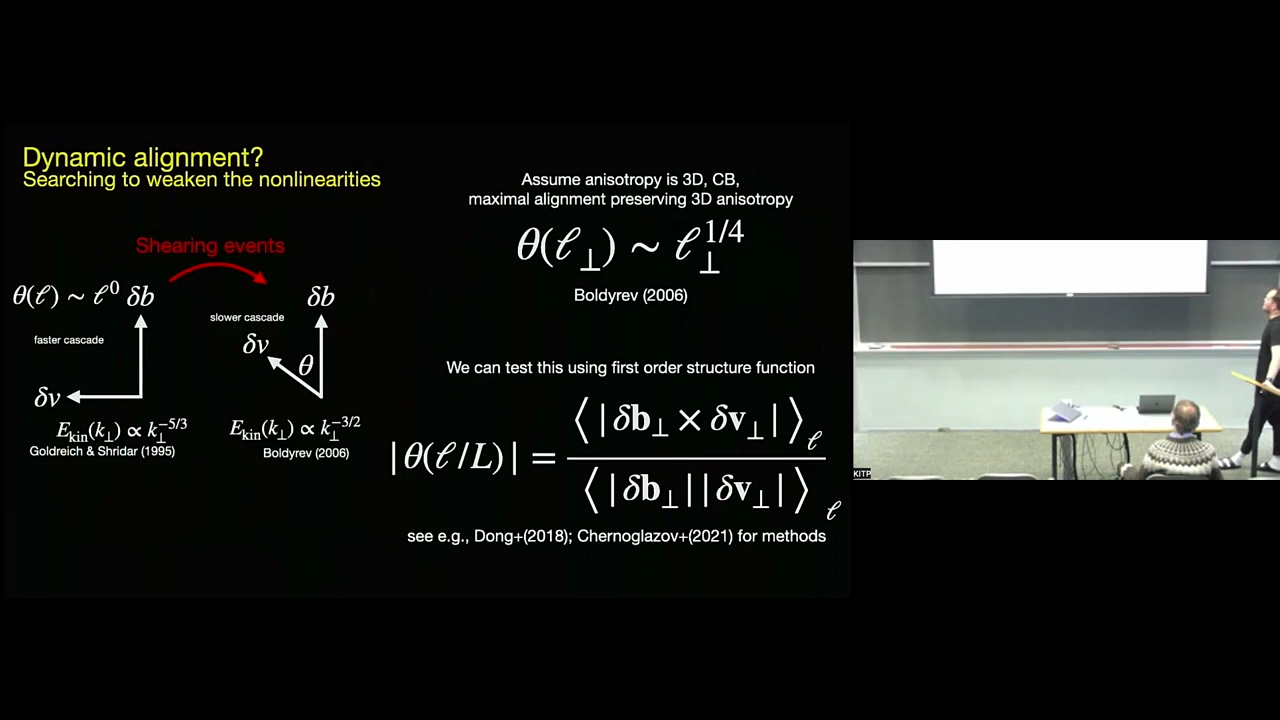 Dynamic alignment?
Searching to weaken the nonlinearities
Shearing events
θ(ℓ) ~ ℓ⁰ δb
faster cascade
δv
E_kin(k_⊥) ∝ k_⊥^{-5/3}
Goldreich & Shridar (1995)
δb
slower cascade
δv
θ
E_kin(k_⊥) ∝ k_⊥^{-3/2}
Boldyrev (2006)
Assume anisotropy is 3D, CB,
maximal alignment preserving 3D anisotropy
θ(ℓ_⊥) ~ ℓ_⊥^{1/4}
Boldyrev (2006)
We can test this using first order structure function
|θ(ℓ/L)| = ⟨|δb_⊥ × δv_⊥|⟩_ℓ / ⟨|δb_⊥||δv_⊥|⟩_ℓ
see e.g., Dong+(2018); Chernoglazov+(2021) for methods
KITP